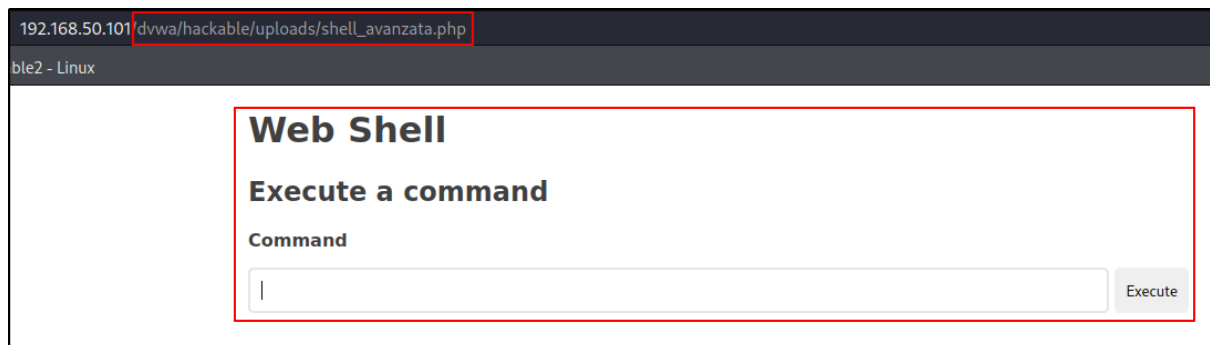 192.168.50.101/dvwa/hackable/uploads/shell_avanzata.php
ble2 - Linux
Web Shell
Execute a command
Command
Execute